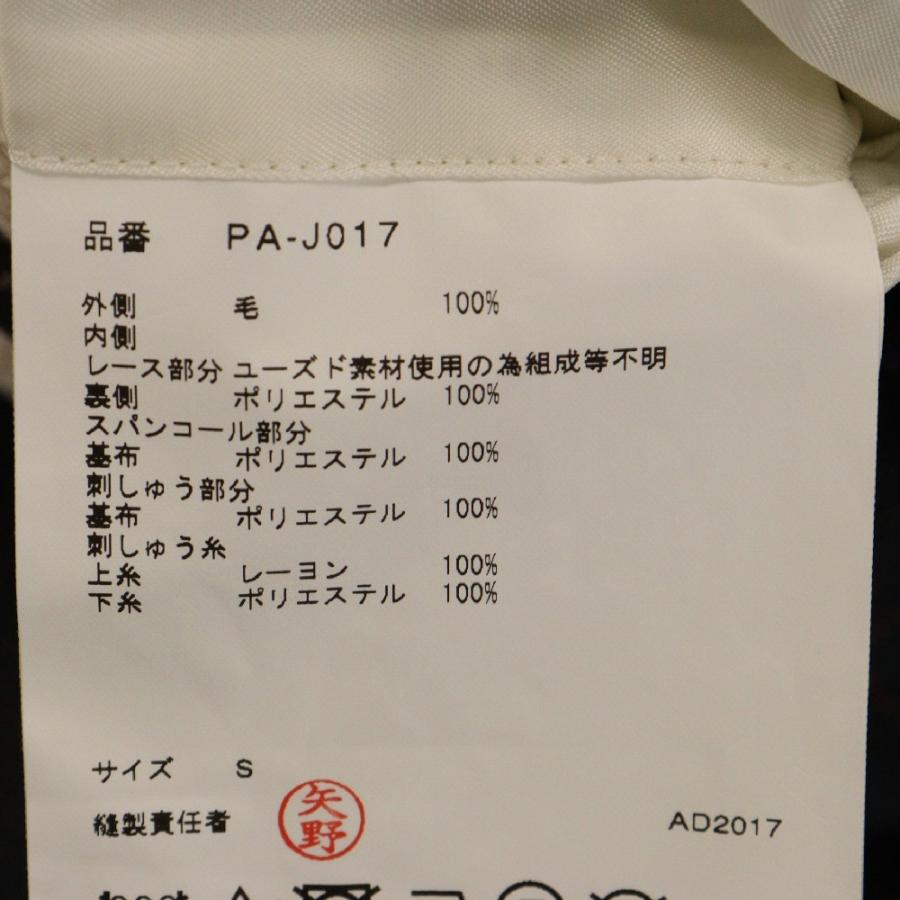 品番 PA-J017
外側 毛 100%
内側
レース部分 ユーズド素材使用の為組成等不明
裏側 ポリエステル 100%
スパンコール部分
基布 ポリエステル 100%
刺しゅう部分
基布 ポリエステル 100%
刺しゅう糸
上糸 レーヨン 100%
下糸 ポリエステル 100%
サイズ S
縫製責任者 矢野 AD2017